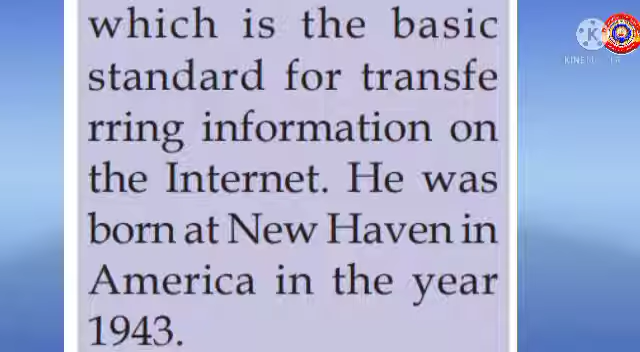 which is the basic
standard for transfe
rring information on
the Internet. He was
born at New Haven in
America in the year
1943.
K